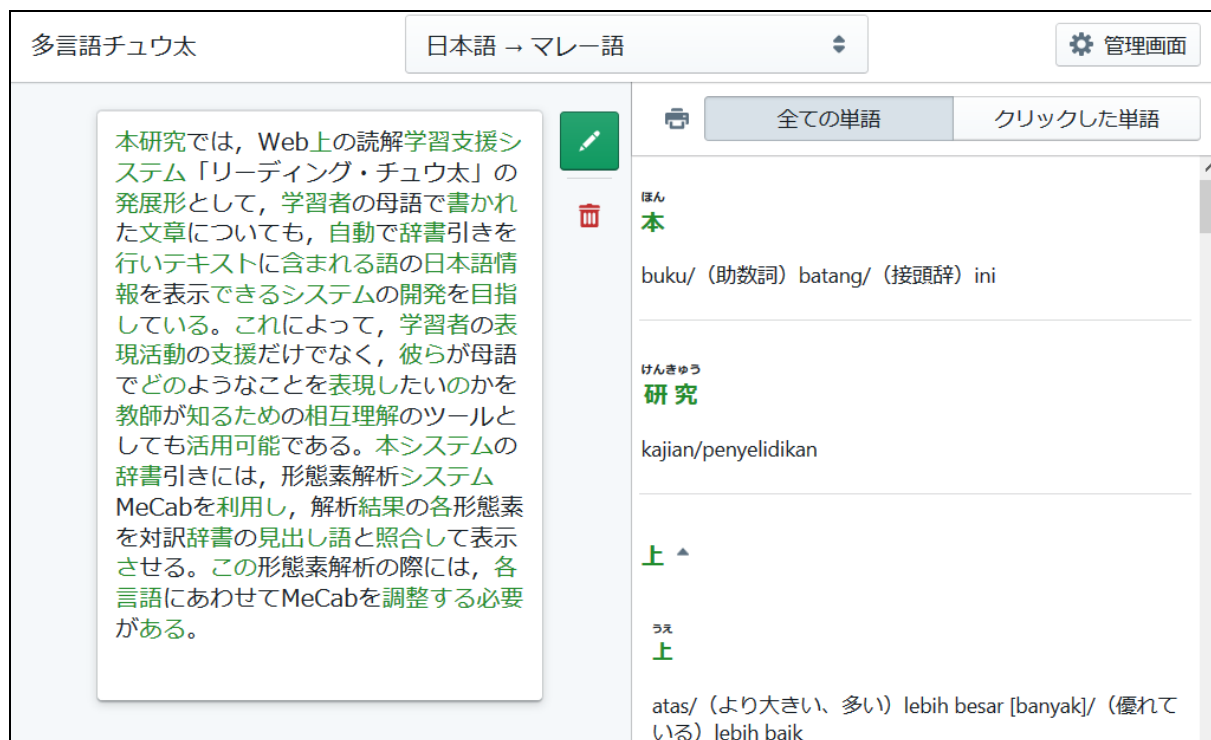 多言語チュウ太
日本語 → マレー語
管理画面
本研究では，Web上の読解学習支援シ
ステム「リーディング・チュウ太」の
発展形として，学習者の母語で書かれ
た文章についても，自動で辞書引きを
行いテキストに含まれる語の日本語情
報を表示できるシステムの開発を目指
している。これによって，学習者の表
現活動の支援だけでなく，彼らが母語
でどのようなことを表現したいのかを
教師が知るための相互理解のツールと
しても活用可能である。本システムの
辞書引きには，形態素解析システム
MeCabを利用し，解析結果の各形態素
を対訳辞書の見出し語と照合して表示
させる。この形態素解析の際には，各
言語にあわせてMeCabを調整する必要
がある。
全ての単語
クリックした単語
ほん
本
buku/（助数詞）batang/（接頭辞）ini
けんきゅう
研究
kajian/penyelidikan
上
うえ
上
atas/（より大きい、多い）lebih besar [banyak]/（優れて
いる）lebih baik